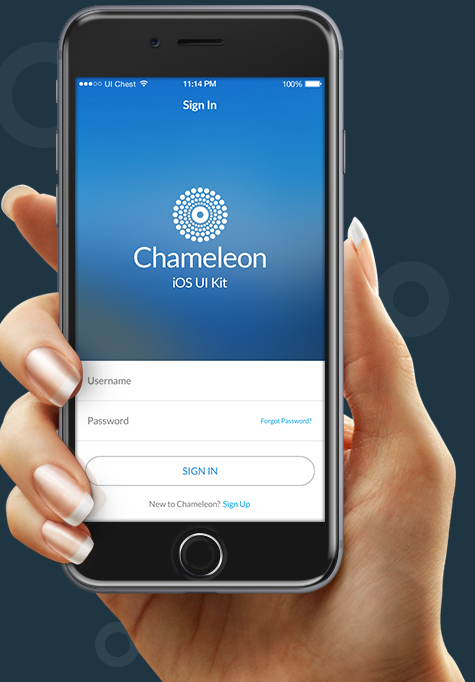 UI Chest 11:14 PM 100%
Sign In
Chameleon
iOS UI Kit
Username
Password Forgot Password?
SIGN IN
New to Chameleon? Sign Up